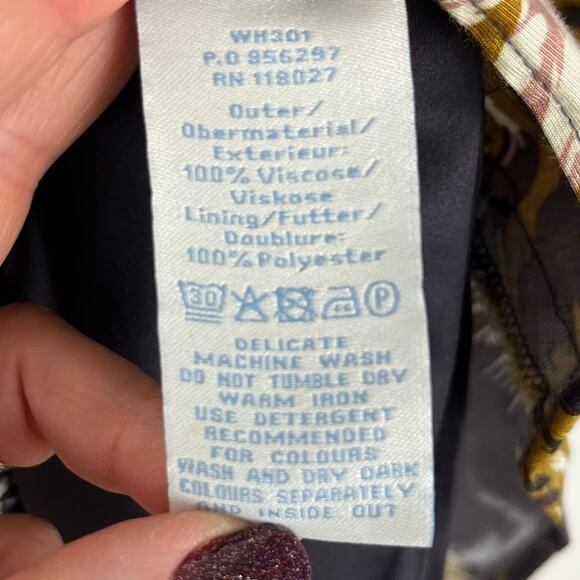 WH301
P.O 856297
RN 118027
Outer/
Obermaterial/
Exterieur:
100% Viscose/
Viskose
Lining/Futter/
Doublure:
100% Polyester
30 P
DELICATE
MACHINE WASH
DO NOT TUMBLE DRY
WARM IRON
USE DETERGENT
RECOMMENDED
FOR COLOURS
WASH AND DRY DARK
COLOURS SEPARATELY
AND INSIDE OUT